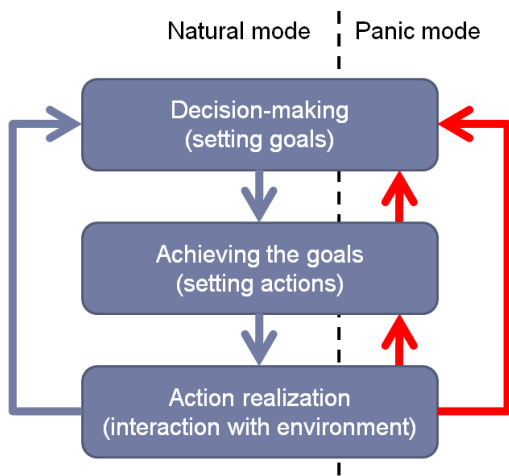 Natural mode Panic mode
Decision-making
(setting goals)
Achieving the goals
(setting actions)
Action realization
(interaction with environment)